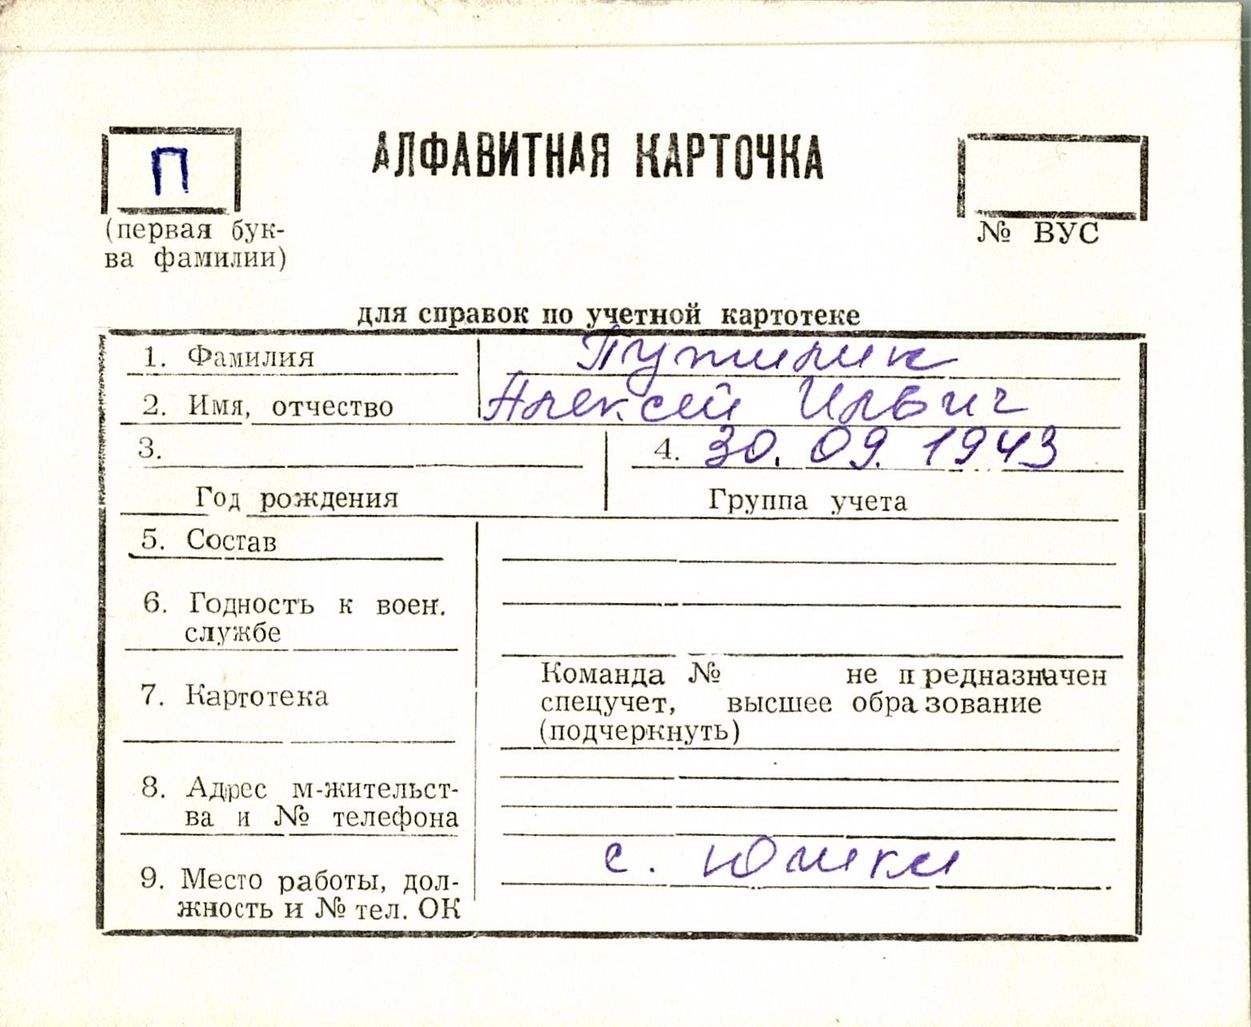 П
АЛФАВИТНАЯ КАРТОЧКА
(первая бук-
ва фамилии)
№ ВУС
для справок по учетной картотеке
1. Фамилия
2. Имя, отчество Алексей Ильич
3.
4. 30.09.1943
Год рождения
Группа учета
5. Состав
6. Годность к воен.
службе
7. Картотека
Команда № не предназначен
спецучет, высшее образование
(подчеркнуть)
8. Адрес м-жительст-
ва и № телефона
с. Юшки
9. Место работы, дол-
жность и № тел. ОК